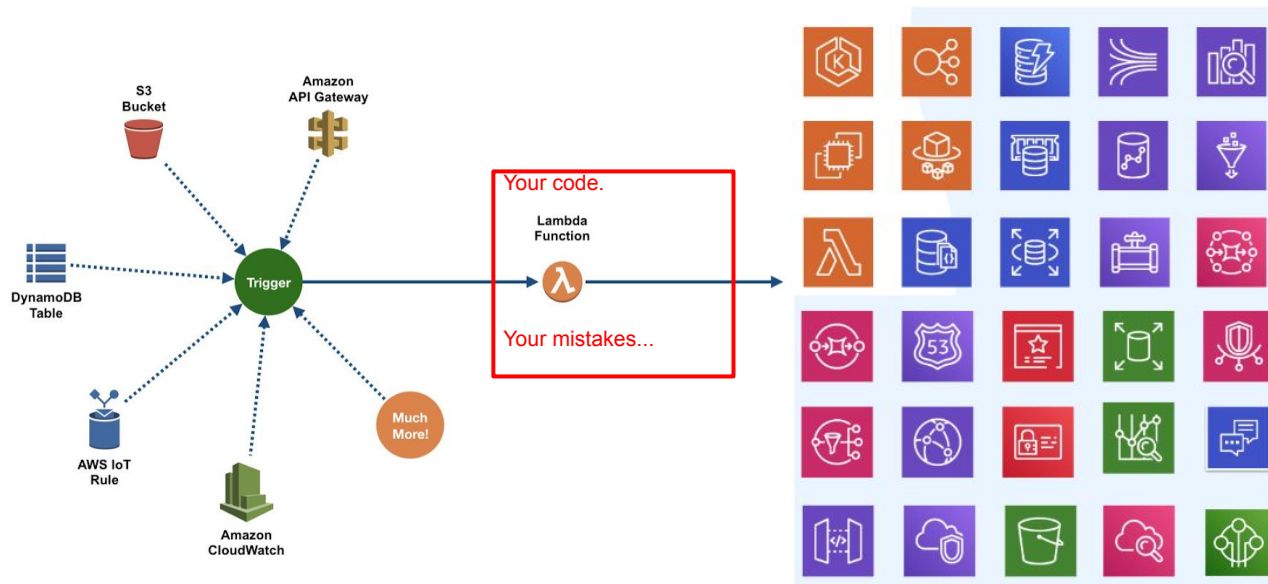 S3
Bucket
Amazon
API Gateway
Your code.
Lambda
Function
DynamoDB
Table
Trigger
Your mistakes...
AWS IoT
Rule
Much
More!
Amazon
CloudWatch
K
λ
{}
53
</>